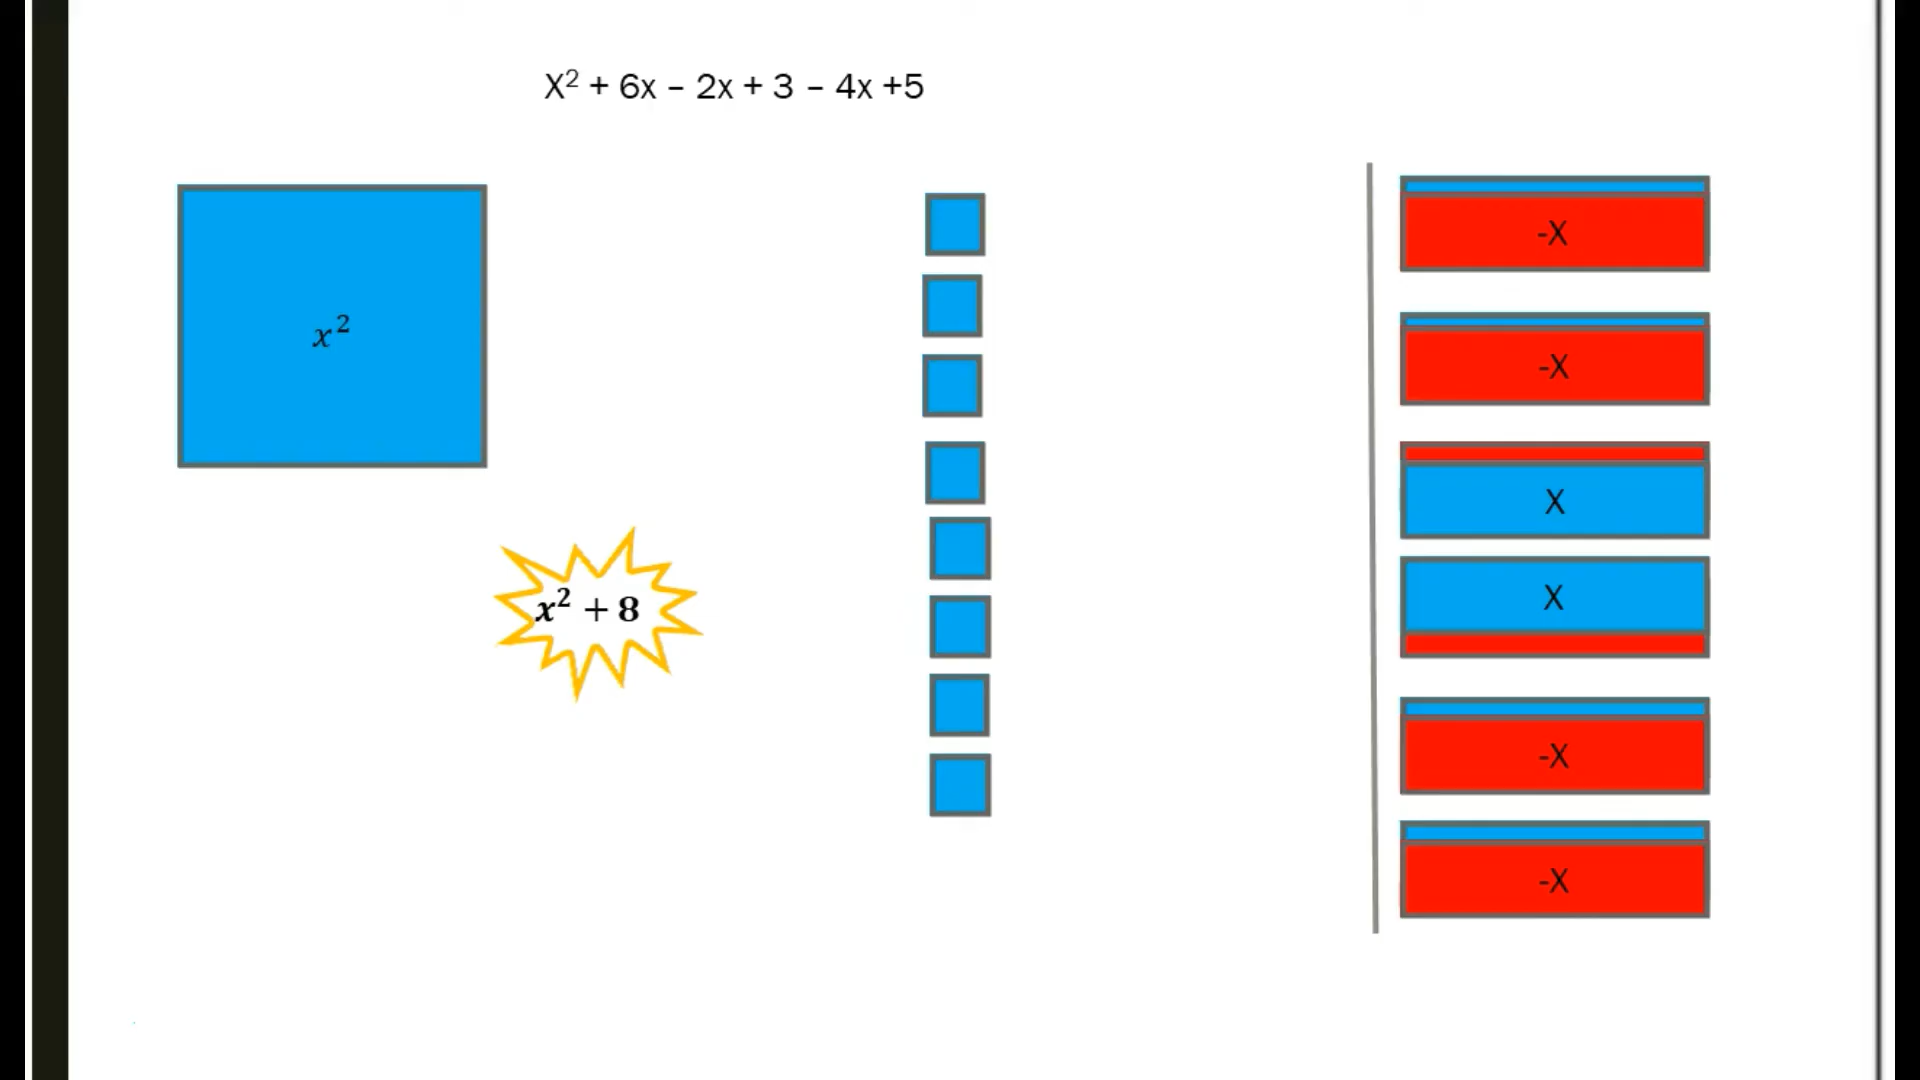 X² + 6x – 2x + 3 – 4x +5
x²
x² + 8
-X
-X
X
X
-X
-X